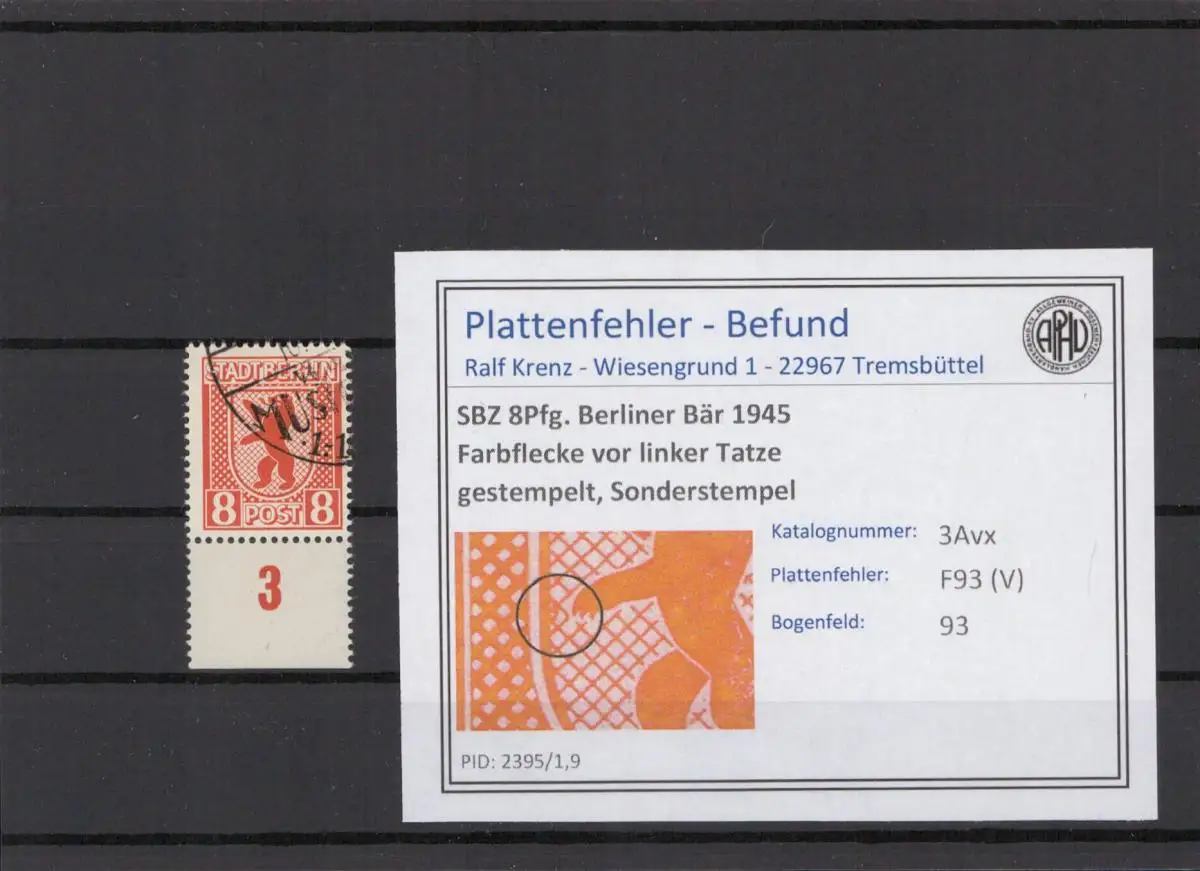 STADT BERLIN
MUS
8 POST 8
3
Plattenfehler - Befund
Ralf Krenz - Wiesengrund 1 - 22967 Tremsbüttel
APHV
SBZ 8Pfg. Berliner Bär 1945
Farbflecke vor linker Tatze
gestempelt, Sonderstempel
Katalognummer: 3Avx
Plattenfehler: F93 (V)
Bogenfeld: 93
PID: 2395/1,9